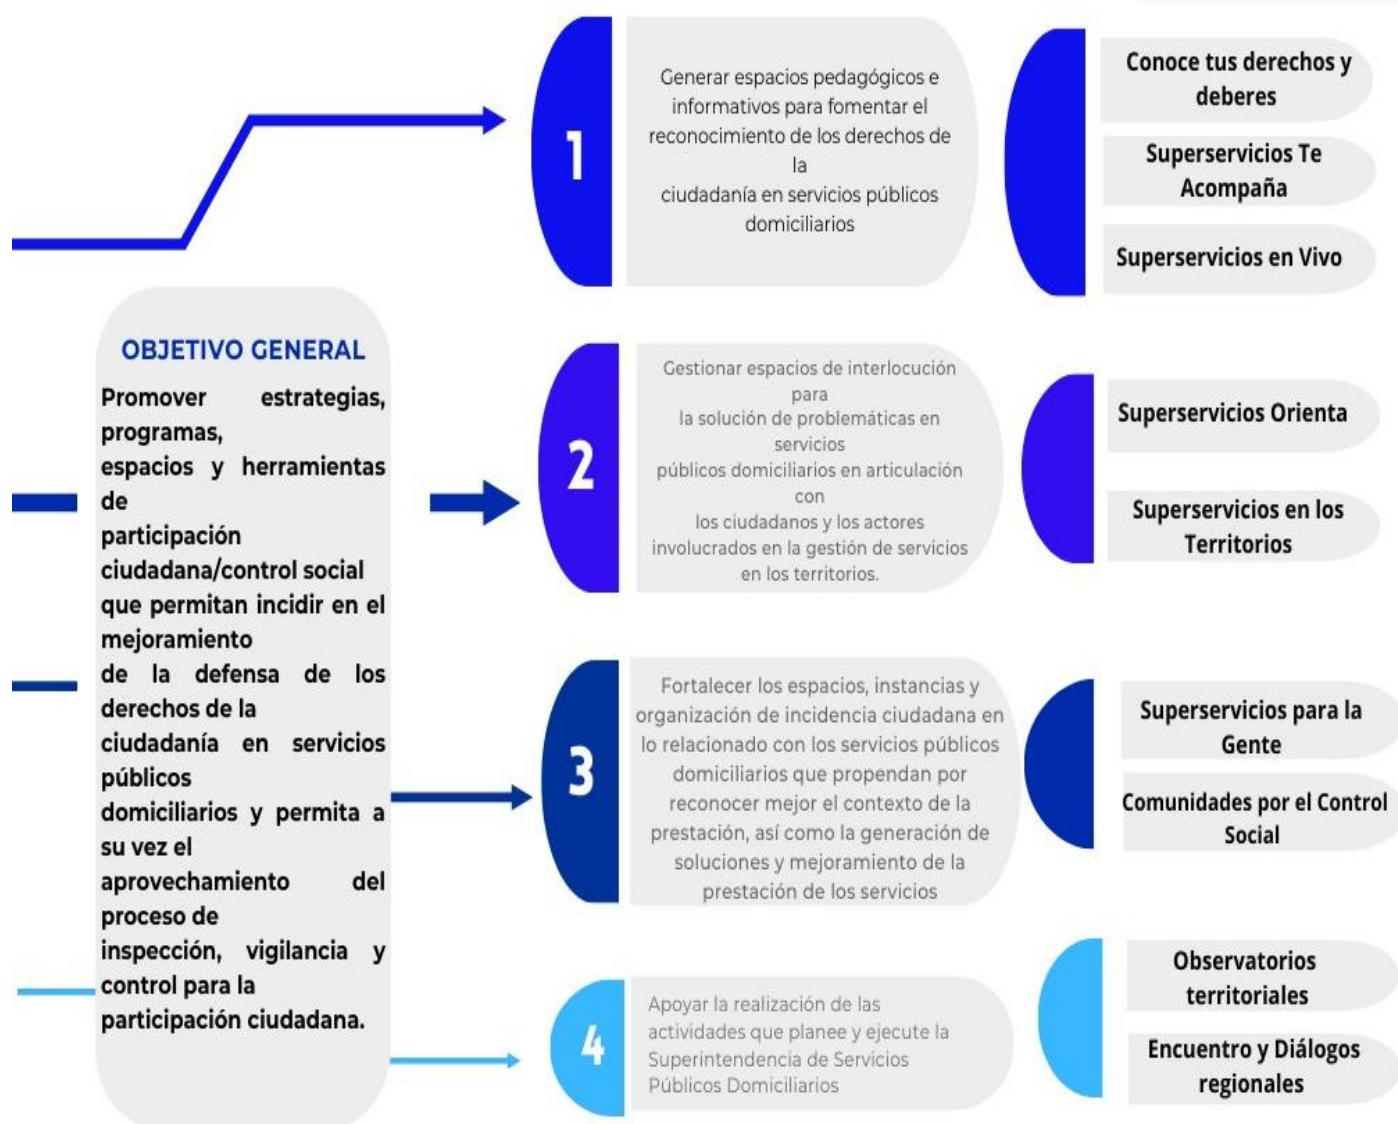 1
Generar espacios pedagógicos e
informativos para fomentar el
reconocimiento de los derechos de
la
ciudadanía en servicios públicos
domiciliarios
Conoce tus derechos y
deberes
Superservicios Te
Acompaña
Superservicios en Vivo
OBJETIVO GENERAL
Promover estrategias,
programas,
espacios y herramientas
de
participación
ciudadana/control social
que permitan incidir en el
mejoramiento
de la defensa de los
derechos de la
ciudadanía en servicios
públicos
domiciliarios y permita a
su vez el
aprovechamiento del
proceso de
inspección, vigilancia y
control para la
participación ciudadana.
2
Gestionar espacios de interlocución
para
la solución de problemáticas en
servicios
públicos domiciliarios en articulación
con
los ciudadanos y los actores
involucrados en la gestión de servicios
en los territorios.
Superservicios Orienta
Superservicios en los
Territorios
3
Fortalecer los espacios, instancias y
organización de incidencia ciudadana en
lo relacionado con los servicios públicos
domiciliarios que propendan por
reconocer mejor el contexto de la
prestación, así como la generación de
soluciones y mejoramiento de la
prestación de los servicios
Superservicios para la
Gente
Comunidades por el Control
Social
4
Apoyar la realización de las
actividades que planee y ejecute la
Superintendencia de Servicios
Públicos Domiciliarios
Observatorios
territoriales
Encuentro y Diálogos
regionales